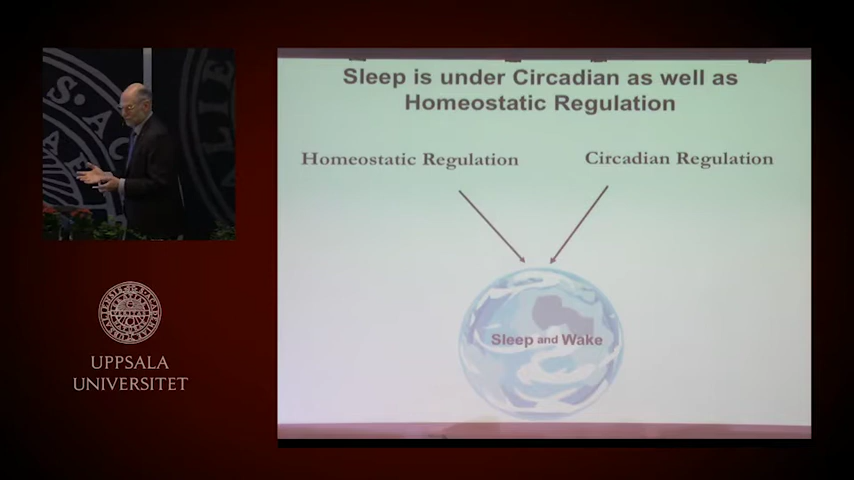 Sleep is under Circadian as well as
Homeostatic Regulation
Homeostatic Regulation
Circadian Regulation
Sleep and Wake
UPPSALA
UNIVERSITET